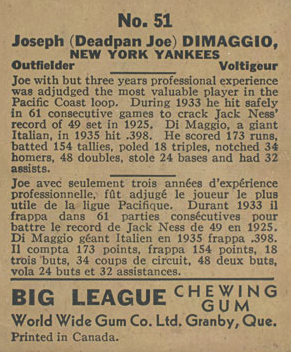 No. 51
Joseph (Deadpan Joe) DIMAGGIO,
NEW YORK YANKEES
Outfielder Voltigeur
Joe with but three years professional experience
was adjudged the most valuable player in the
Pacific Coast loop. During 1933 he hit safely
in 61 consecutive games to crack Jack Ness'
record of 49 set in 1925. Di Maggio, a giant
Italian, in 1935 hit .398. He scored 173 runs,
batted 154 tallies, poled 18 triples, notched 34
homers, 48 doubles, stole 24 bases and had 32
assists.
Joe avec seulement trois années d'expérience
professionnelle, fût adjugé le joueur le plus
utile de la ligue Pacifique. Durant 1933 il
frappa dans 61 parties consécutives pour
battre le record de Jack Ness de 49 en 1925.
Di Maggio géant Italien en 1935 frappa .398.
Il compta 173 points, frappa 154 points, 18
trois buts, 34 coups de circuit, 48 deux buts,
vola 24 buts et 32 assistances.
BIG LEAGUE CHEWING
GUM
World Wide Gum Co. Ltd. Granby, Que.
Printed in Canada.